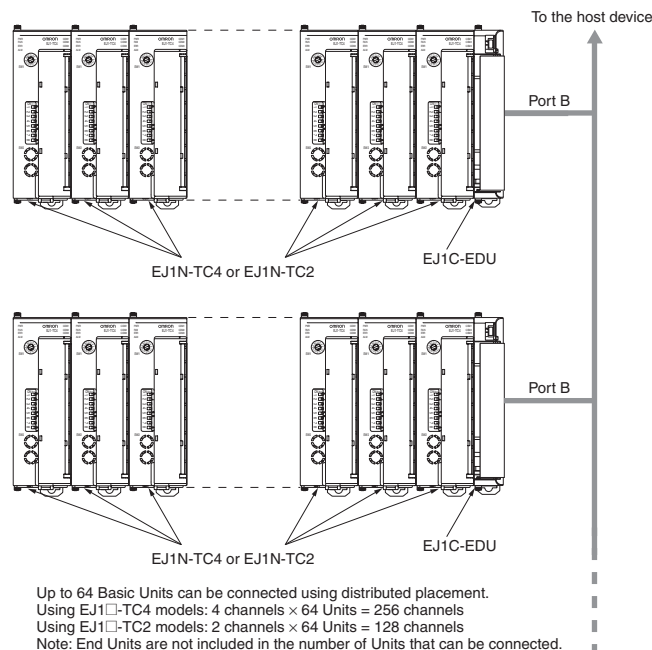 To the host device
Port B
EJ1N-TC4 or EJ1N-TC2
EJ1C-EDU
Port B
EJ1N-TC4 or EJ1N-TC2
EJ1C-EDU
Up to 64 Basic Units can be connected using distributed placement.
Using EJ1□-TC4 models: 4 channels × 64 Units = 256 channels
Using EJ1□-TC2 models: 2 channels × 64 Units = 128 channels
Note: End Units are not included in the number of Units that can be connected.